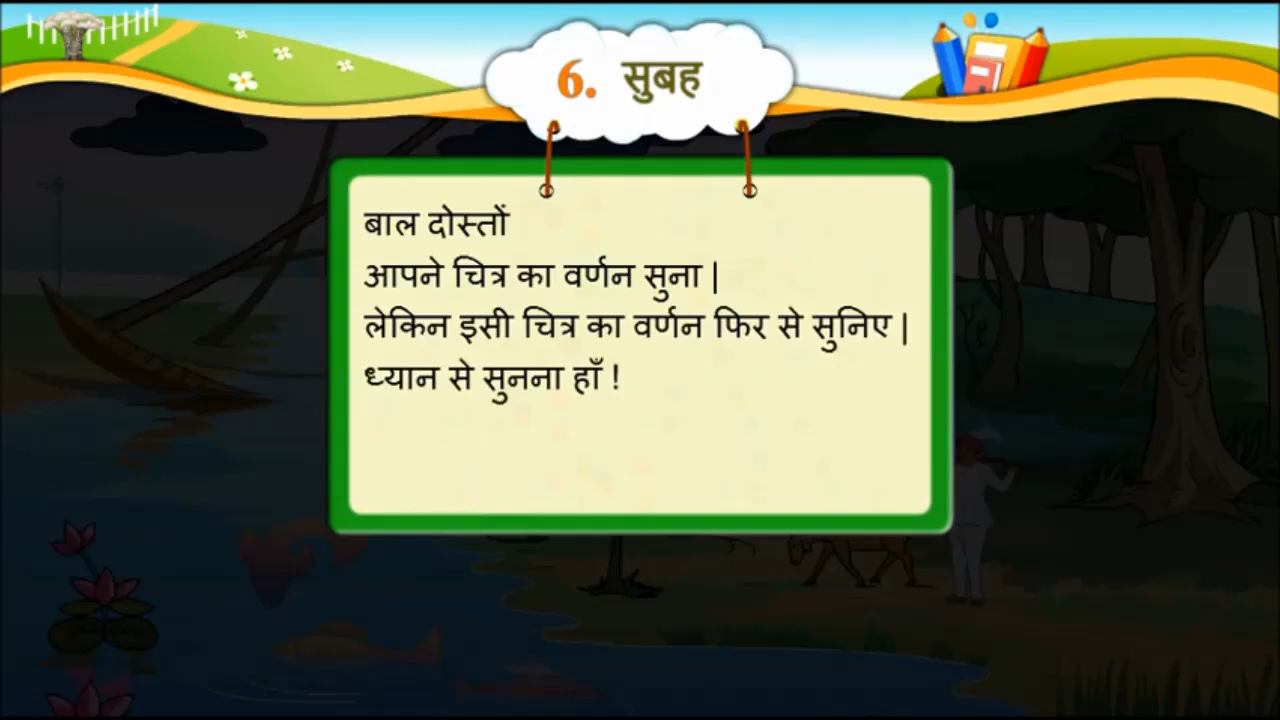 6. सुबह
बाल दोस्तों
आपने चित्र का वर्णन सुना |
लेकिन इसी चित्र का वर्णन फिर से सुनिए |
ध्यान से सुनना हाँ !